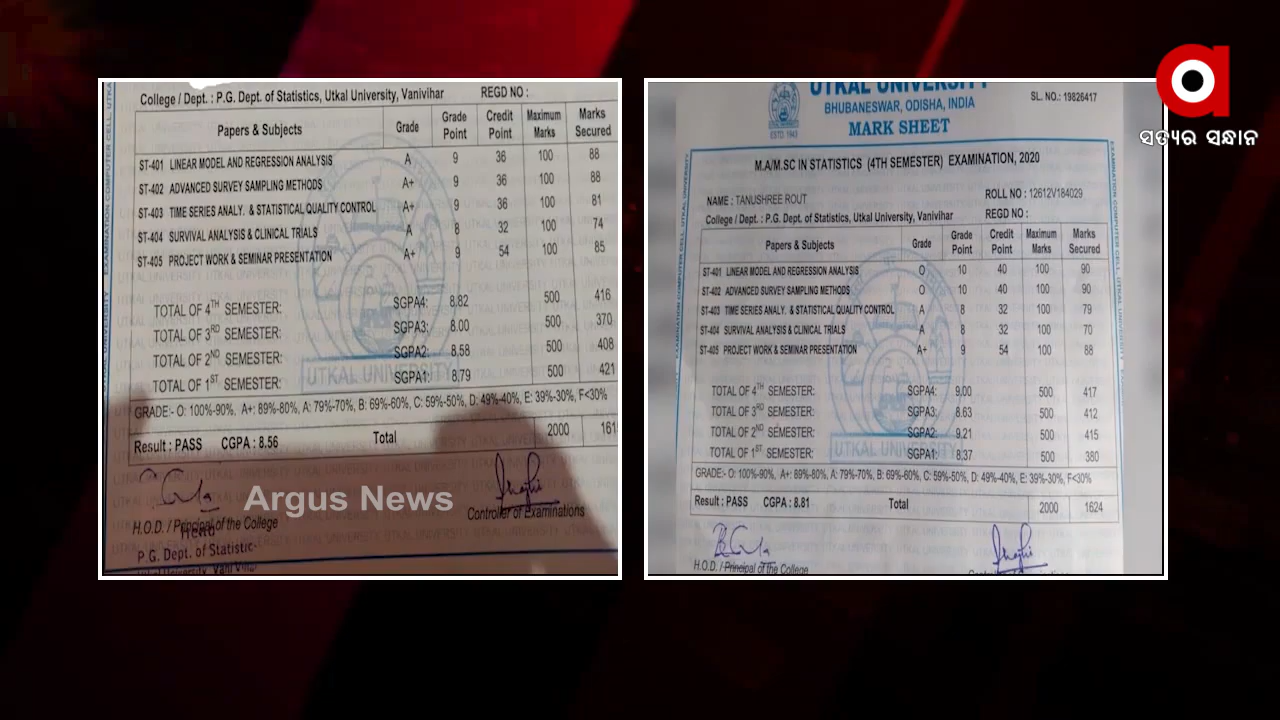 College / Dept. : P.G. Dept. of Statistics, Utkal University, Vanivihar REGD NO :
Papers & Subjects Grade Grade Point Credit Point Maximum Marks Marks Secured
ST-401 LINEAR MODEL AND REGRESSION ANALYSIS A 9 36 100 88
ST-402 ADVANCED SURVEY SAMPLING METHODS A+ 9 36 100 88
ST-403 TIME SERIES ANALY. & STATISTICAL QUALITY CONTROL A+ 9 36 100 81
ST-404 SURVIVAL ANALYSIS & CLINICAL TRIALS A 8 32 100 74
ST-405 PROJECT WORK & SEMINAR PRESENTATION A+ 9 54 100 85
TOTAL OF 4TH SEMESTER: SGPA4: 8.82 500 416
TOTAL OF 3RD SEMESTER: SGPA3: 8.00 500 370
TOTAL OF 2ND SEMESTER: SGPA2: 8.58 500 408
TOTAL OF 1ST SEMESTER: SGPA1: 8.79 500 421
UTKAL UNIVERSITY
GRADE:- O: 100%-90%, A+: 89%-80%, A: 79%-70%, B: 69%-60%, C: 59%-50%, D: 49%-40%, E: 39%-30%, F<30%
Result : PASS CGPA : 8.56 Total 2000
Argus News
H.O.D. / Principal of the College Controller of Examinations
Head
P.G. Dept. of Statistic
UTKAL UNIVERSITY
ESTD. 1943
BHUBANESWAR, ODISHA, INDIA
SL. NO.: 19826417
MARK SHEET
M.A/M.SC IN STATISTICS (4TH SEMESTER) EXAMINATION, 2020
NAME : TANUSHREE ROUT ROLL NO : 12612V184029
College / Dept. : P.G. Dept. of Statistics, Utkal University, Vanivihar REGD NO :
Papers & Subjects Grade Grade Point Credit Point Maximum Marks Marks Secured
ST-401 LINEAR MODEL AND REGRESSION ANALYSIS O 10 40 100 90
ST-402 ADVANCED SURVEY SAMPLING METHODS O 10 40 100 90
ST-403 TIME SERIES ANALY. & STATISTICAL QUALITY CONTROL A 8 32 100 79
ST-404 SURVIVAL ANALYSIS & CLINICAL TRIALS A 8 32 100 70
ST-405 PROJECT WORK & SEMINAR PRESENTATION A+ 9 54 100 88
TOTAL OF 4TH SEMESTER: SGPA4: 9.00 500 417
TOTAL OF 3RD SEMESTER: SGPA3: 8.63 500 412
TOTAL OF 2ND SEMESTER: SGPA2: 9.21 500 415
TOTAL OF 1ST SEMESTER: SGPA1: 8.37 500 380
UTKAL UNIVERSITY
GRADE:- O: 100%-90%, A+: 89%-80%, A: 79%-70%, B: 69%-60%, C: 59%-50%, D: 49%-40%, E: 39%-30%, F<30%
Result : PASS CGPA : 8.81 Total 2000 1624
H.O.D. / Principal of the College
ସତ୍ୟର ସନ୍ଧାନ